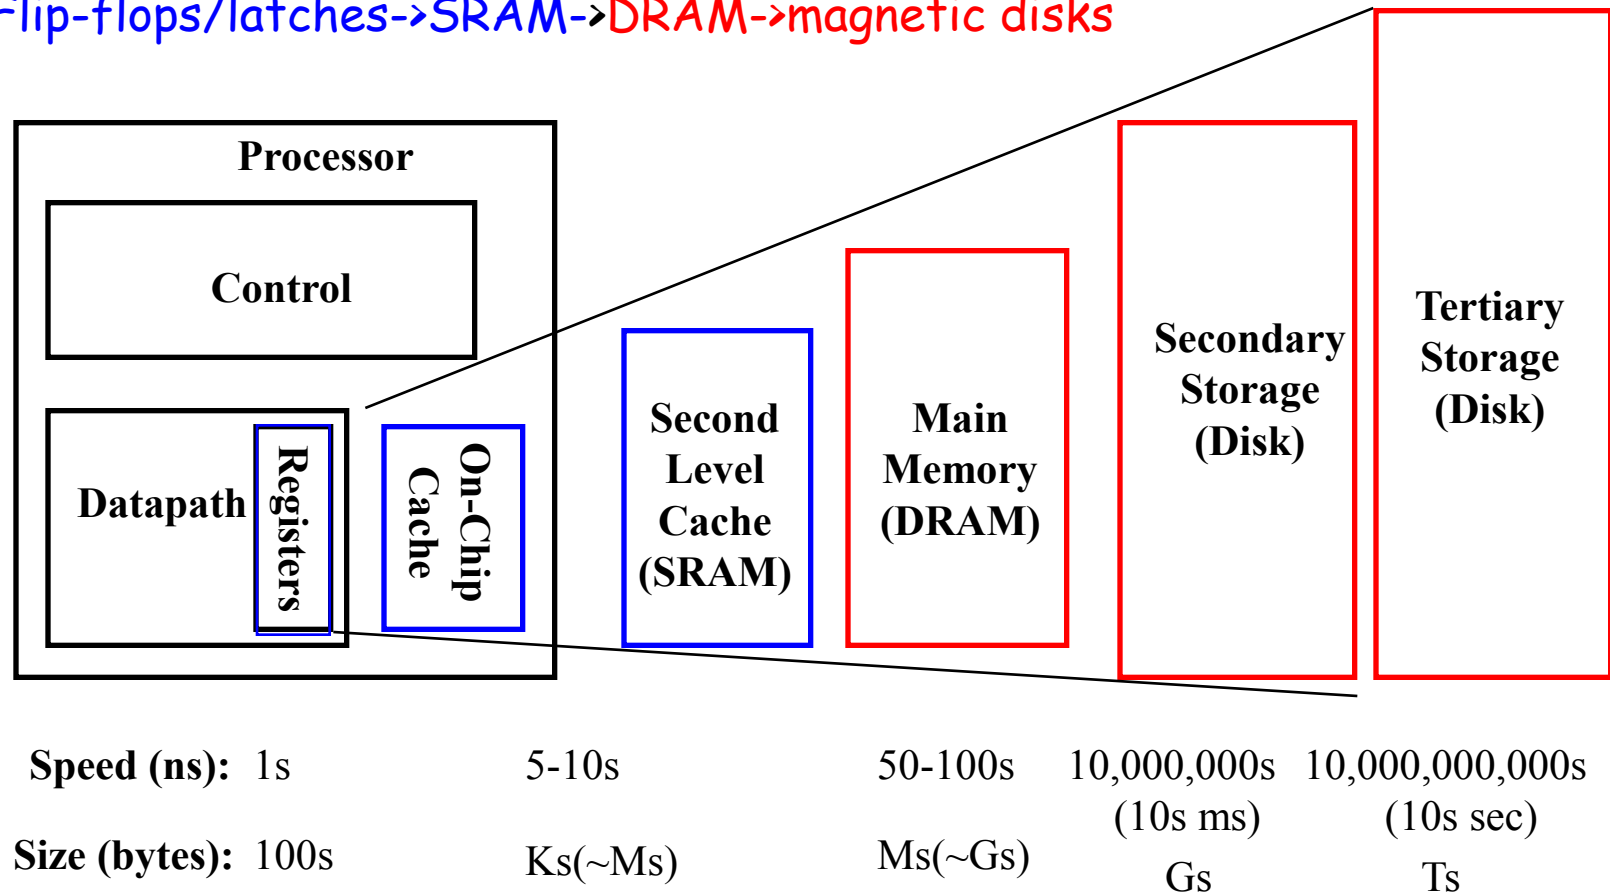 flip-flops/latches->SRAM->DRAM->magnetic disks
Processor
Control
Datapath
Registers
On-Chip
Cache
Second
Level
Cache
(SRAM)
Main
Memory
(DRAM)
Secondary
Storage
(Disk)
Tertiary
Storage
(Disk)
Speed (ns): 1s 5-10s 50-100s 10,000,000s 10,000,000,000s
(10s ms) (10s sec)
Size (bytes): 100s Ks(~Ms) Ms(~Gs) Gs Ts